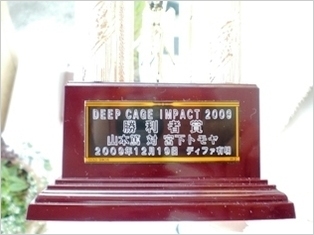 DEEP CAGE IMPACT 2009
勝利者賞
山本篤 対 宮下トモヤ
2009年12月19日 ディファ有明